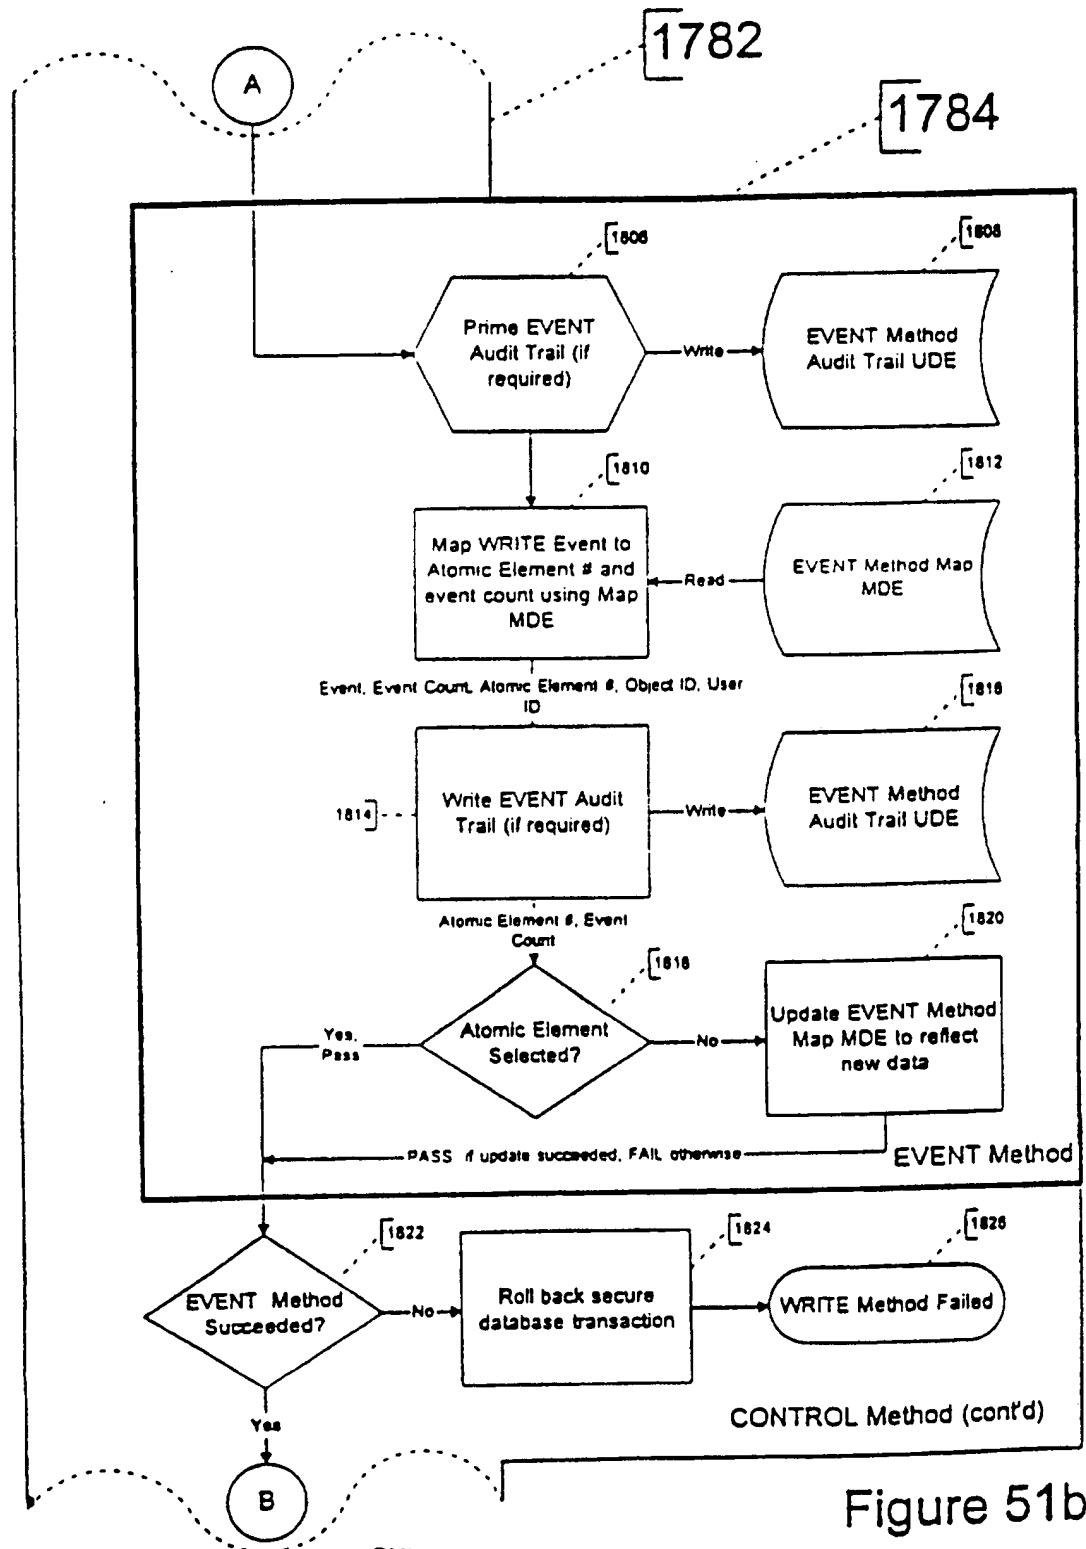 1782
A
1784
1806
1808
Prime EVENT
Audit Trail (if
required)
Write
EVENT Method
Audit Trail UDE
1810
1812
Map WRITE Event to
Atomic Element # and
event count using Map
MDE
Read
EVENT Method Map
MDE
Event, Event Count, Atomic Element #, Object ID, User
ID
1816
1814
Write EVENT Audit
Trail (if required)
Write
EVENT Method
Audit Trail UDE
Atomic Element #, Event
Count
1818
1820
Yes,
Pass
Atomic Element
Selected?
No
Update EVENT Method
Map MDE to reflect
new data
PASS if update succeeded, FAIL otherwise
EVENT Method
1822
1824
1826
EVENT Method
Succeeded?
No
Roll back secure
database transaction
WRITE Method Failed
Yes
CONTROL Method (cont'd)
B
Figure 51b